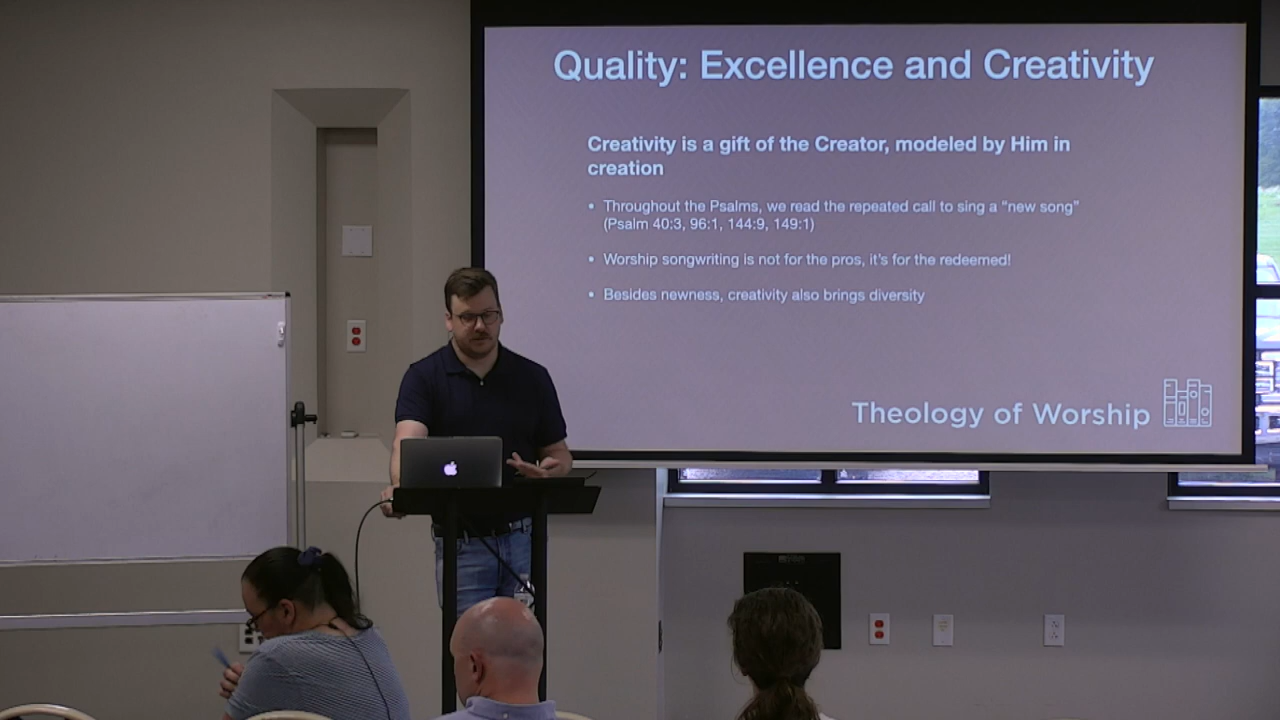 Quality: Excellence and Creativity
Creativity is a gift of the Creator, modeled by Him in
creation
• Throughout the Psalms, we read the repeated call to sing a “new song”
(Psalm 40:3, 96:1, 144:9, 149:1)
• Worship songwriting is not for the pros, it’s for the redeemed!
• Besides newness, creativity also brings diversity
Theology of Worship